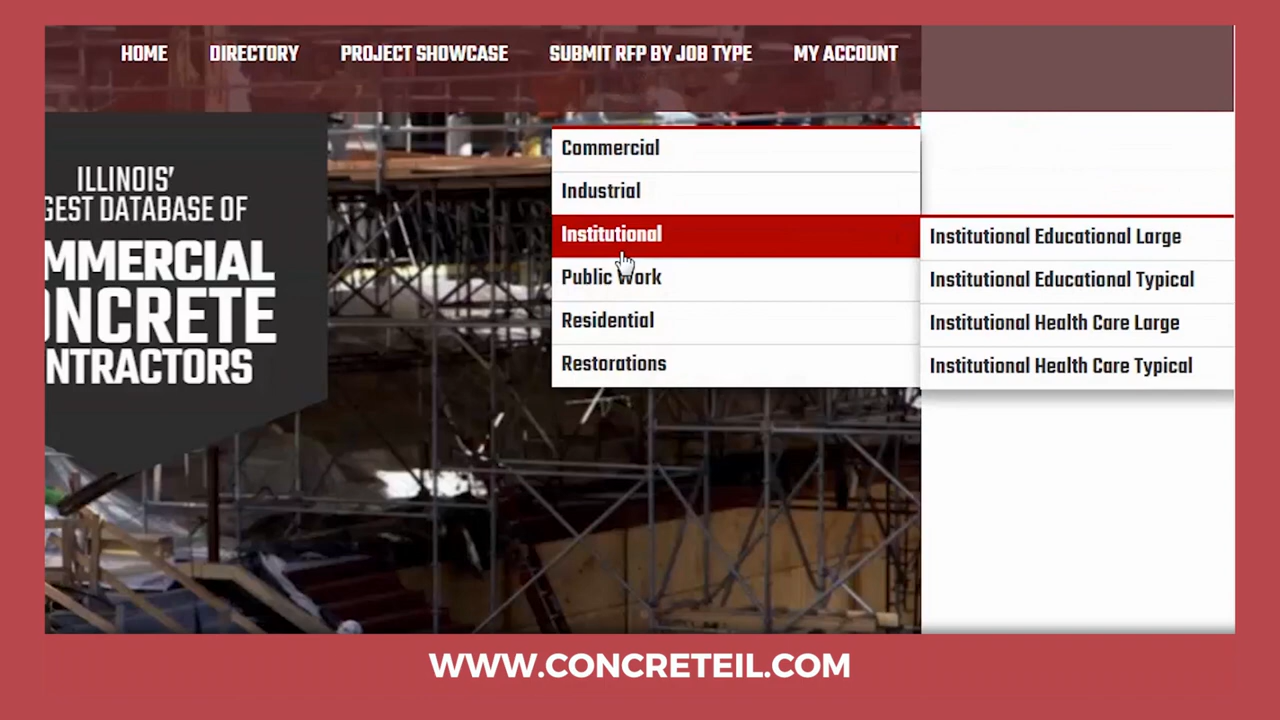 HOME DIRECTORY PROJECT SHOWCASE SUBMIT RFP BY JOB TYPE MY ACCOUNT
ILLINOIS'
GEST DATABASE OF
MMERCIAL
ONCRETE
NTRACTORS
Commercial
Industrial
Institutional
Public Work
Residential
Restorations
Institutional Educational Large
Institutional Educational Typical
Institutional Health Care Large
Institutional Health Care Typical
WWW.CONCRETEIL.COM